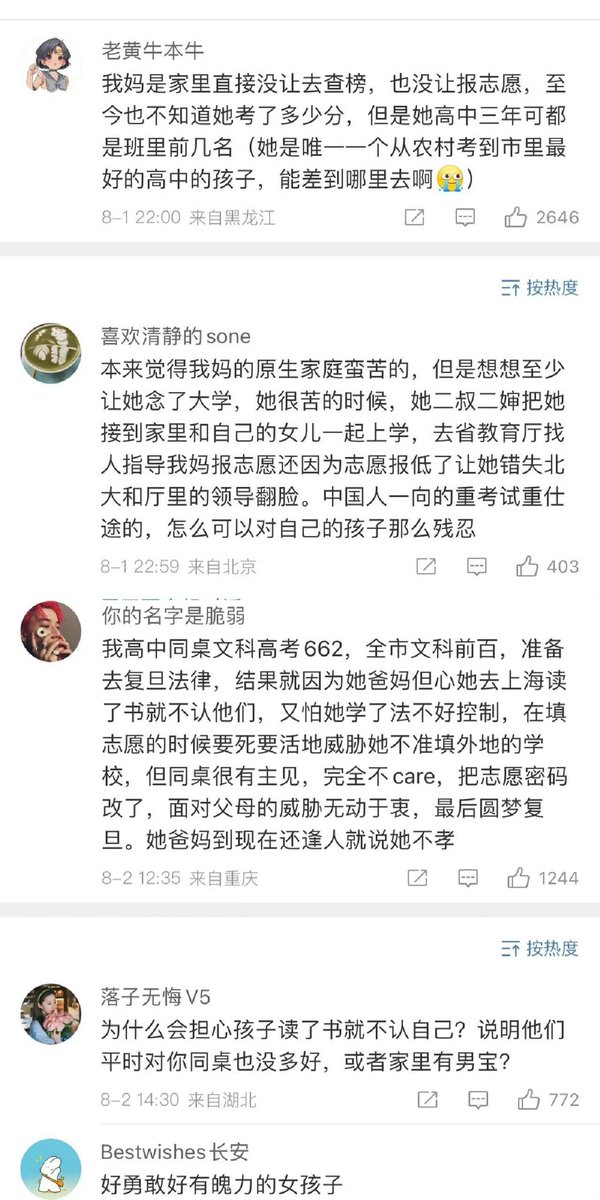 老黄牛本牛
我妈是家里直接没让去查榜，也没让报志愿，至
今也不知道她考了多少分，但是她高中三年可都
是班里前几名（她是唯一一个从农村考到市里最
好的高中的孩子，能差到哪里去啊😭）
8-1 22:00 来自黑龙江 2646
按热度
喜欢清静的sone
本来觉得我妈的原生家庭蛮苦的，但是想想至少
让她念了大学，她很苦的时候，她二叔二婶把她
接到家里和自己的女儿一起上学，去省教育厅找
人指导我妈报志愿还因为志愿报低了让她错失北
大和厅里的领导翻脸。中国人一向的重考试重仕
途的，怎么可以对自己的孩子那么残忍
8-1 22:59 来自北京 403
你的名字是脆弱
我高中同桌文科高考662，全市文科前百，准备
去复旦法律，结果就因为她爸妈但心她去上海读
了书就不认他们，又怕她学了法不好控制，在填
志愿的时候要死要活地威胁她不准填外地的学
校，但同桌很有主见，完全不care，把志愿密码
改了，面对父母的威胁无动于衷，最后圆梦复
旦。她爸妈到现在还逢人就说她不孝
8-2 12:35 来自重庆 1244
按热度
落子无悔V5
为什么会担心孩子读了书就不认自己？说明他们
平时对你同桌也没多好，或者家里有男宝？
8-2 14:30 来自湖北 772
Bestwishes长安
好勇敢好有魄力的女孩子